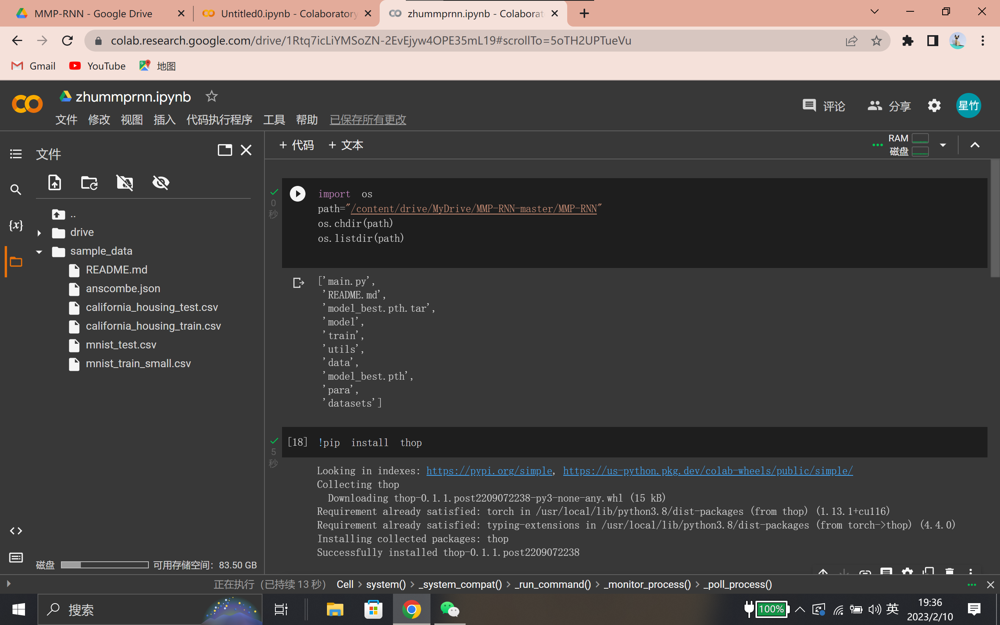 MMP-RNN - Google Drive
Untitled0.ipynb - Colaboratory
zhummprnn.ipynb - Colaborat
colab.research.google.com/drive/1Rtq7icLiYMSoZN-2EvEjyw4OPE35mL19#scrollTo=5oTH2UPTueVu
Gmail YouTube 地图
zhummprnn.ipynb
文件 修改 视图 插入 代码执行程序 工具 帮助 已保存所有更改
评论 分享 星竹
文件
+ 代码 + 文本
RAM
磁盘
..
drive
sample_data
README.md
anscombe.json
california_housing_test.csv
california_housing_train.csv
mnist_test.csv
mnist_train_small.csv
{x}
磁盘 可用存储空间：83.50 GB
0
秒
import os
path="/content/drive/MyDrive/MMP-RNN-master/MMP-RNN"
os.chdir(path)
os.listdir(path)
['main.py',
'README.md',
'model_best.pth.tar',
'model',
'train',
'utils',
'data',
'model_best.pth',
'para',
'datasets']
5
秒
[18] !pip install thop
Looking in indexes: https://pypi.org/simple, https://us-python.pkg.dev/colab-wheels/public/simple/
Collecting thop
Downloading thop-0.1.1.post2209072238-py3-none-any.whl (15 kB)
Requirement already satisfied: torch in /usr/local/lib/python3.8/dist-packages (from thop) (1.13.1+cu116)
Requirement already satisfied: typing-extensions in /usr/local/lib/python3.8/dist-packages (from torch->thop) (4.4.0)
Installing collected packages: thop
Successfully installed thop-0.1.1.post2209072238
正在执行（已持续 13 秒） Cell > system() > _system_compat() > _run_command() > _monitor_process() > _poll_process()
搜索
100%
英
19:36
2023/2/10